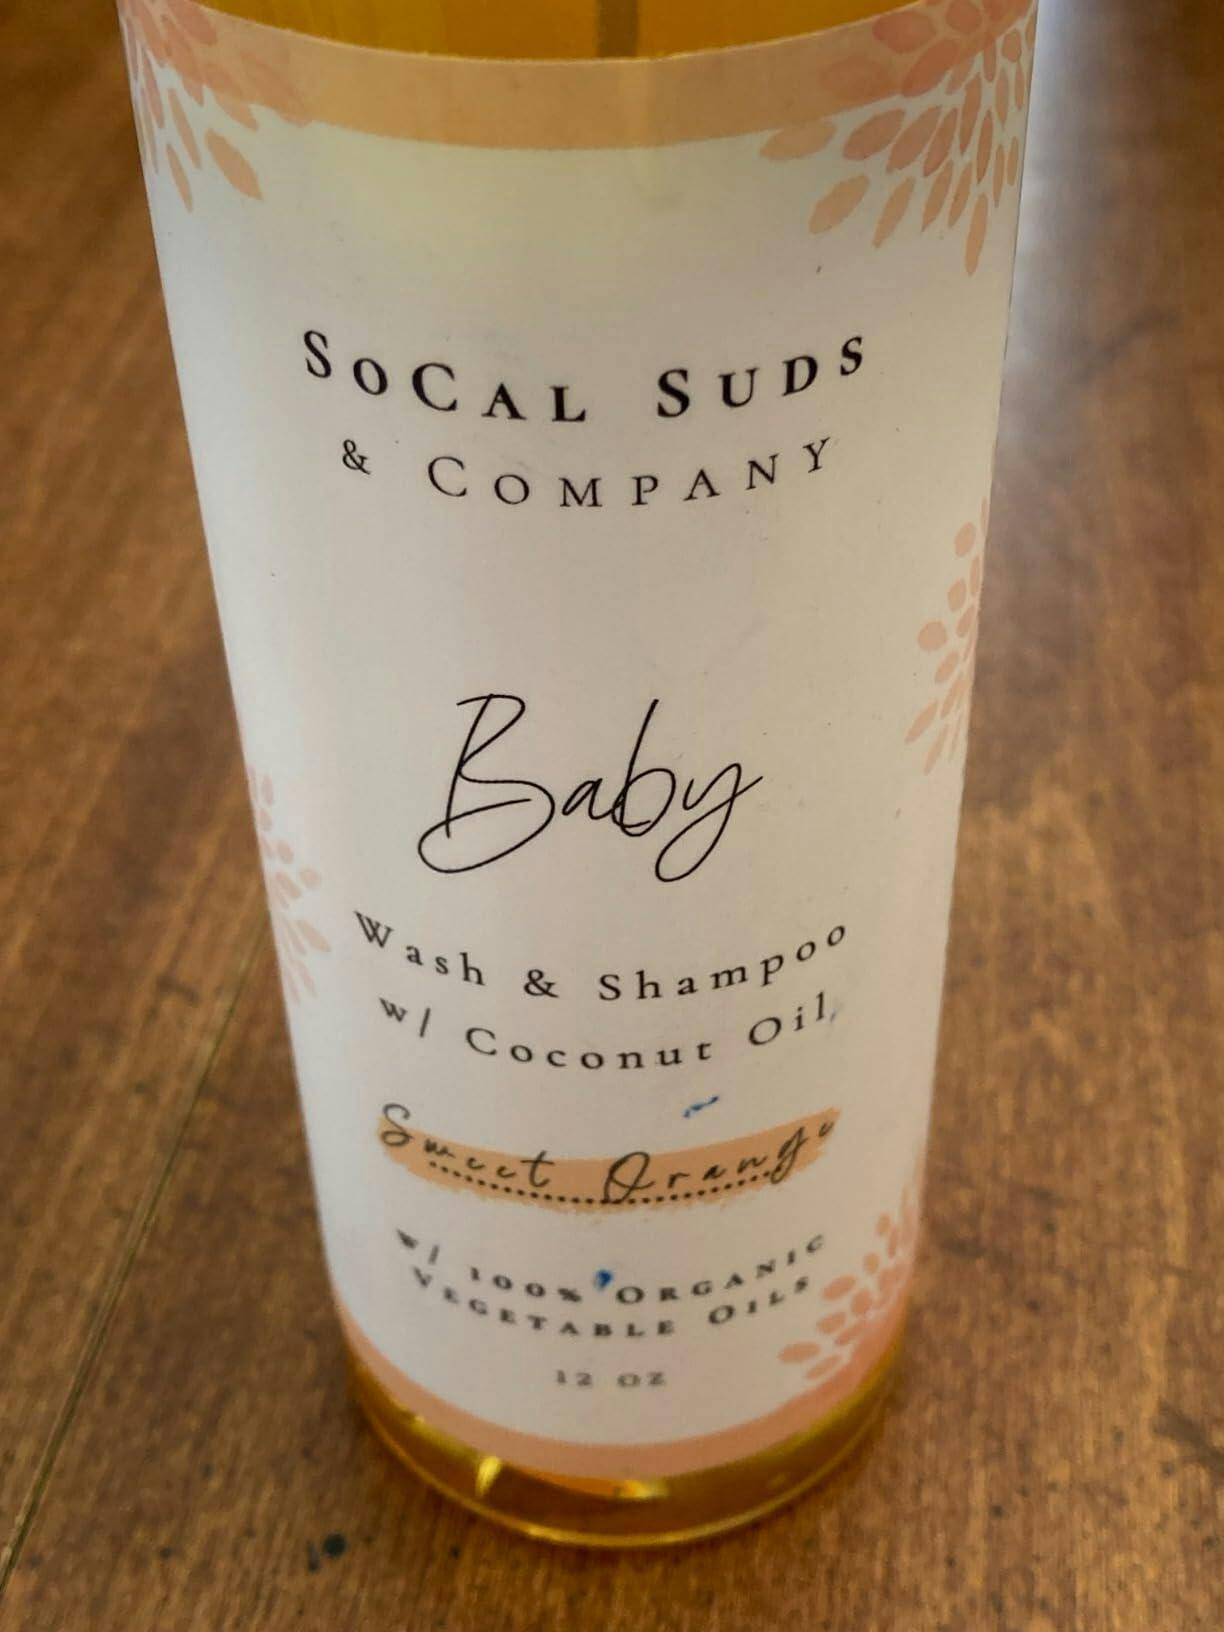 SoCal Suds
& Company
Baby
Wash & Shampoo
w/ Coconut Oil
Sweet Orange
w/ 100% Organic
Vegetable Oils
12 oz